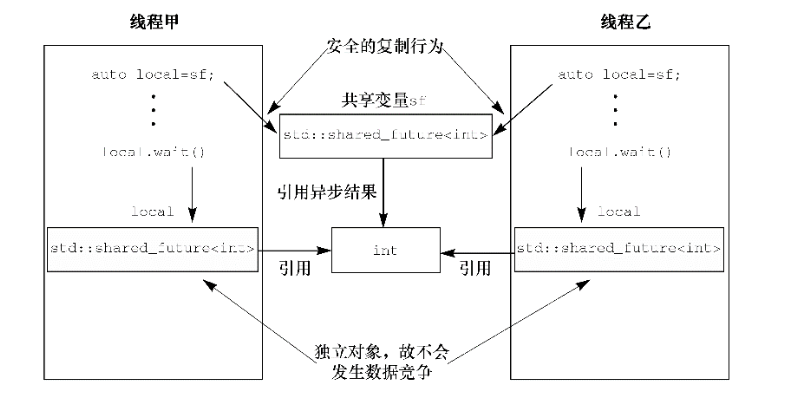 线程甲
线程乙
安全的复制行为
auto local=sf;
auto local=sf;
共享变量sf
std::shared_future<int>
local.wait()
local.wait()
引用异步结果
local
local
std::shared_future<int>
int
std::shared_future<int>
引用
引用
独立对象，故不会
发生数据竞争